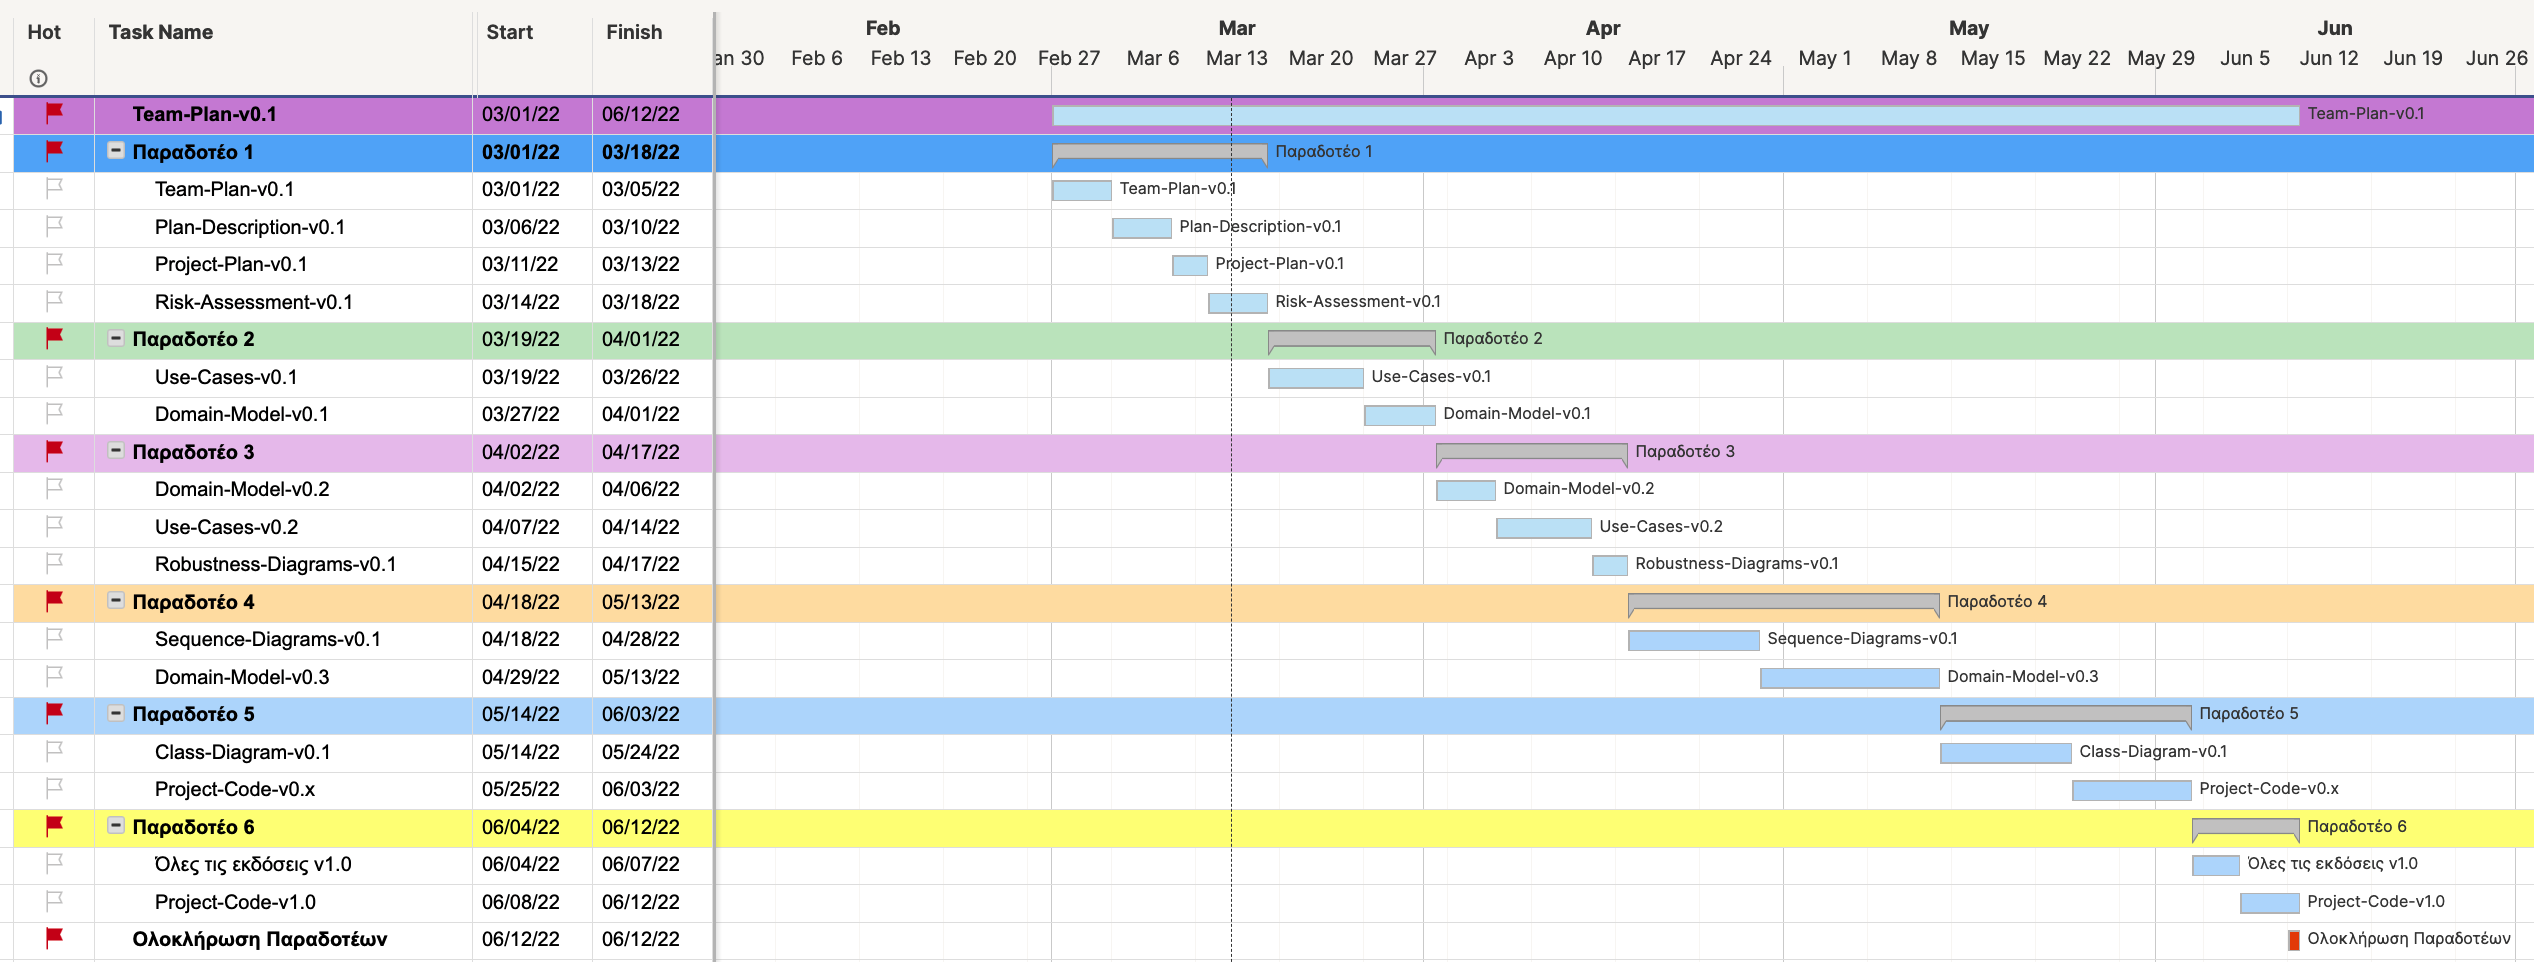 Hot Task Name Start Finish Feb Mar Apr May Jun
an 30 Feb 6 Feb 13 Feb 20 Feb 27 Mar 6 Mar 13 Mar 20 Mar 27 Apr 3 Apr 10 Apr 17 Apr 24 May 1 May 8 May 15 May 22 May 29 Jun 5 Jun 12 Jun 19 Jun 26
Team-Plan-v0.1 03/01/22 06/12/22 Team-Plan-v0.1
Παραδοτέο 1 03/01/22 03/18/22 Παραδοτέο 1
Team-Plan-v0.1 03/01/22 03/05/22 Team-Plan-v0.1
Plan-Description-v0.1 03/06/22 03/10/22 Plan-Description-v0.1
Project-Plan-v0.1 03/11/22 03/13/22 Project-Plan-v0.1
Risk-Assessment-v0.1 03/14/22 03/18/22 Risk-Assessment-v0.1
Παραδοτέο 2 03/19/22 04/01/22 Παραδοτέο 2
Use-Cases-v0.1 03/19/22 03/26/22 Use-Cases-v0.1
Domain-Model-v0.1 03/27/22 04/01/22 Domain-Model-v0.1
Παραδοτέο 3 04/02/22 04/17/22 Παραδοτέο 3
Domain-Model-v0.2 04/02/22 04/06/22 Domain-Model-v0.2
Use-Cases-v0.2 04/07/22 04/14/22 Use-Cases-v0.2
Robustness-Diagrams-v0.1 04/15/22 04/17/22 Robustness-Diagrams-v0.1
Παραδοτέο 4 04/18/22 05/13/22 Παραδοτέο 4
Sequence-Diagrams-v0.1 04/18/22 04/28/22 Sequence-Diagrams-v0.1
Domain-Model-v0.3 04/29/22 05/13/22 Domain-Model-v0.3
Παραδοτέο 5 05/14/22 06/03/22 Παραδοτέο 5
Class-Diagram-v0.1 05/14/22 05/24/22 Class-Diagram-v0.1
Project-Code-v0.x 05/25/22 06/03/22 Project-Code-v0.x
Παραδοτέο 6 06/04/22 06/12/22 Παραδοτέο 6
Όλες τις εκδόσεις v1.0 06/04/22 06/07/22 Όλες τις εκδόσεις v1.0
Project-Code-v1.0 06/08/22 06/12/22 Project-Code-v1.0
Ολοκλήρωση Παραδοτέων 06/12/22 06/12/22 Ολοκλήρωση Παραδοτέων